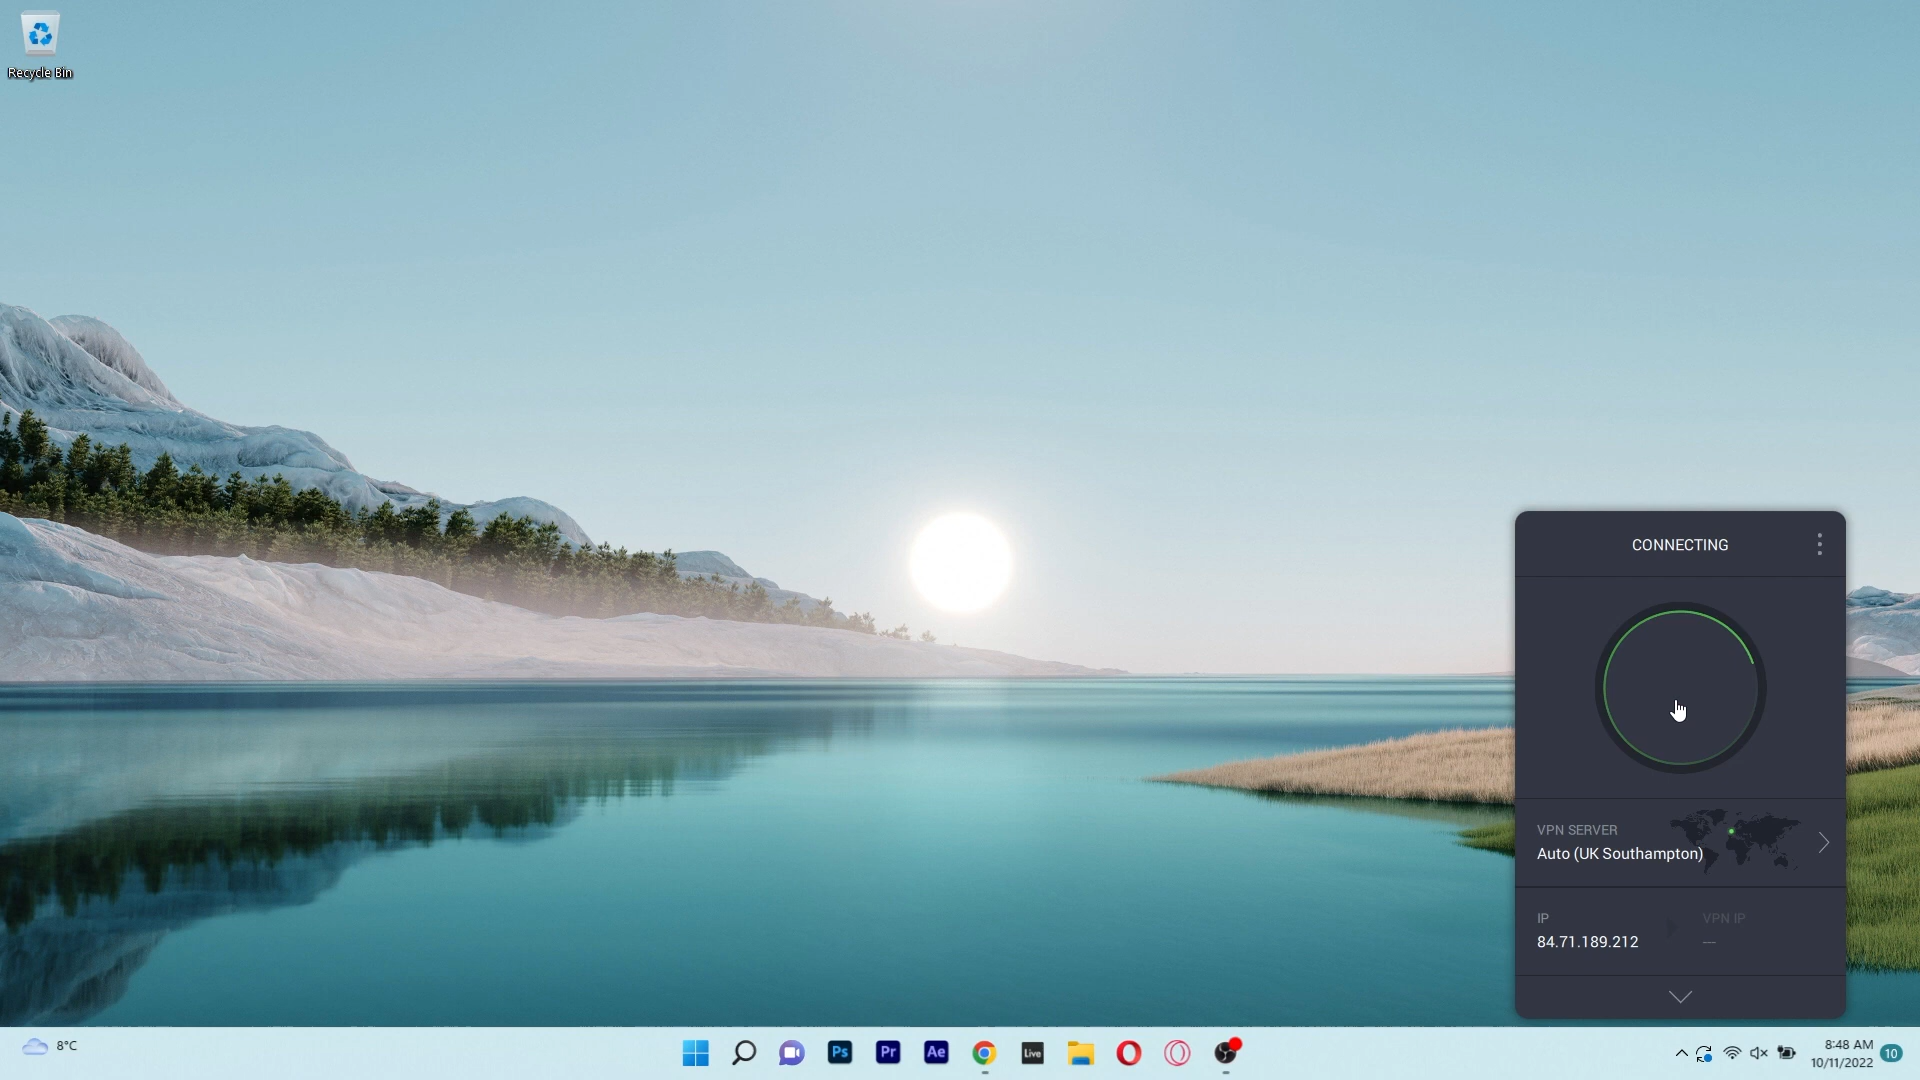 Recycle Bin
CONNECTING
VPN SERVER
Auto (UK Southampton)
IP
VPN IP
84.71.189.212
---
8°C
Ps
Pr
Ae
Live
8:48 AM
10/11/2022
10